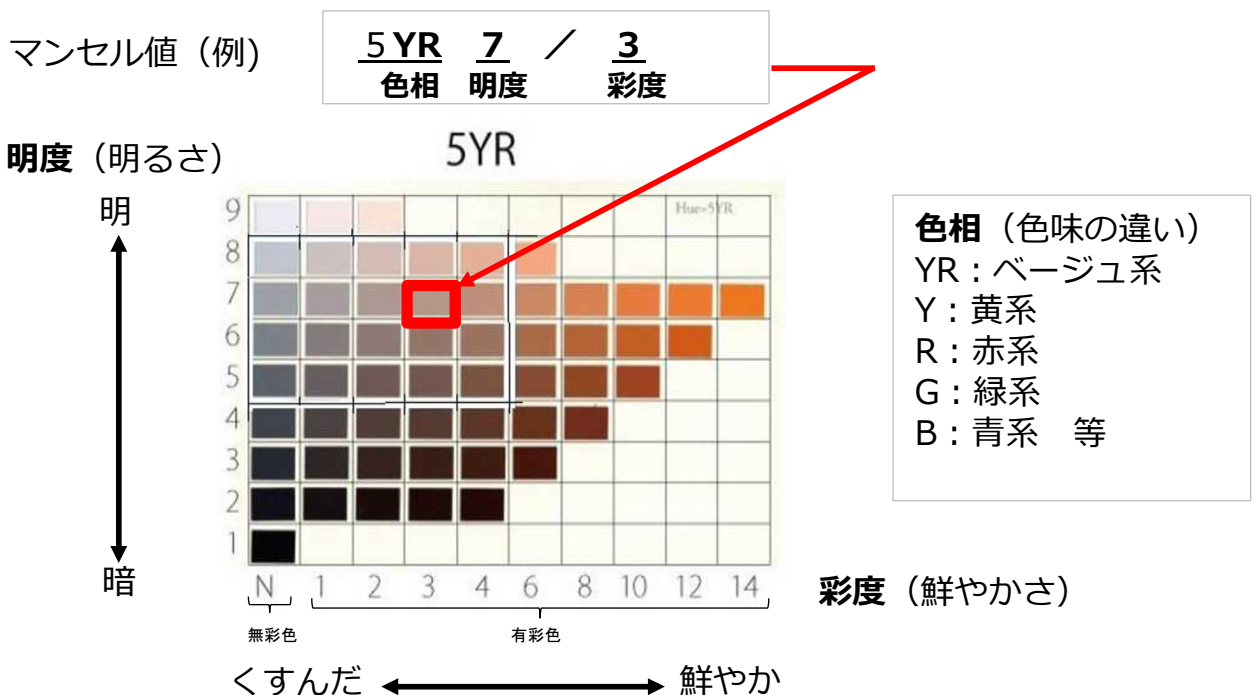 マンセル値（例)
5 YR 7 ／ 3
色相 明度 彩度
明度（明るさ）
5YR
明
暗
Hue=5YR
9
8
7
6
5
4
3
2
1
N 1 2 3 4 6 8 10 12 14
無彩色 有彩色
彩度（鮮やかさ）
くすんだ 鮮やか
色相（色味の違い）
YR：ベージュ系
Y：黄系
R：赤系
G：緑系
B：青系　等